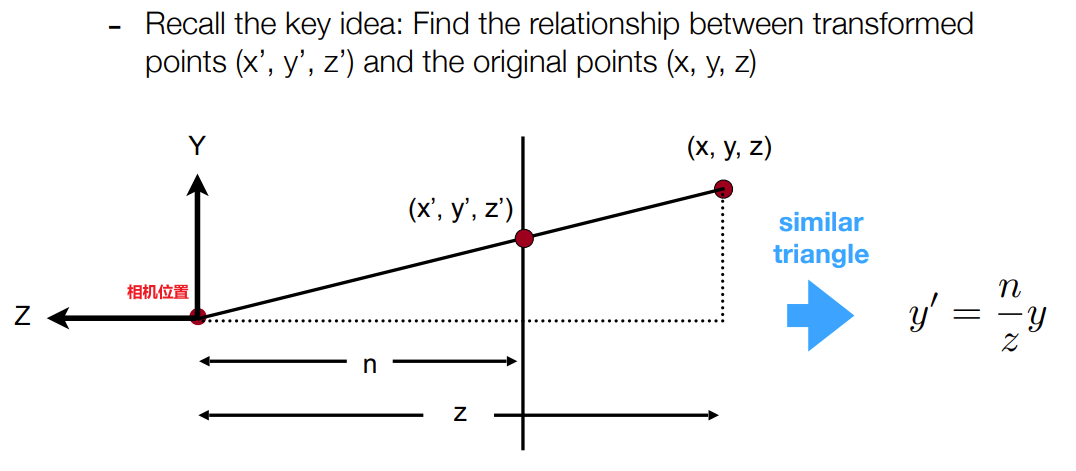 - Recall the key idea: Find the relationship between transformed
points (x’, y’, z’) and the original points (x, y, z)
Y
(x, y, z)
(x’, y’, z’)
similar
triangle
相机位置
Z
y′ = n/z y
n
z